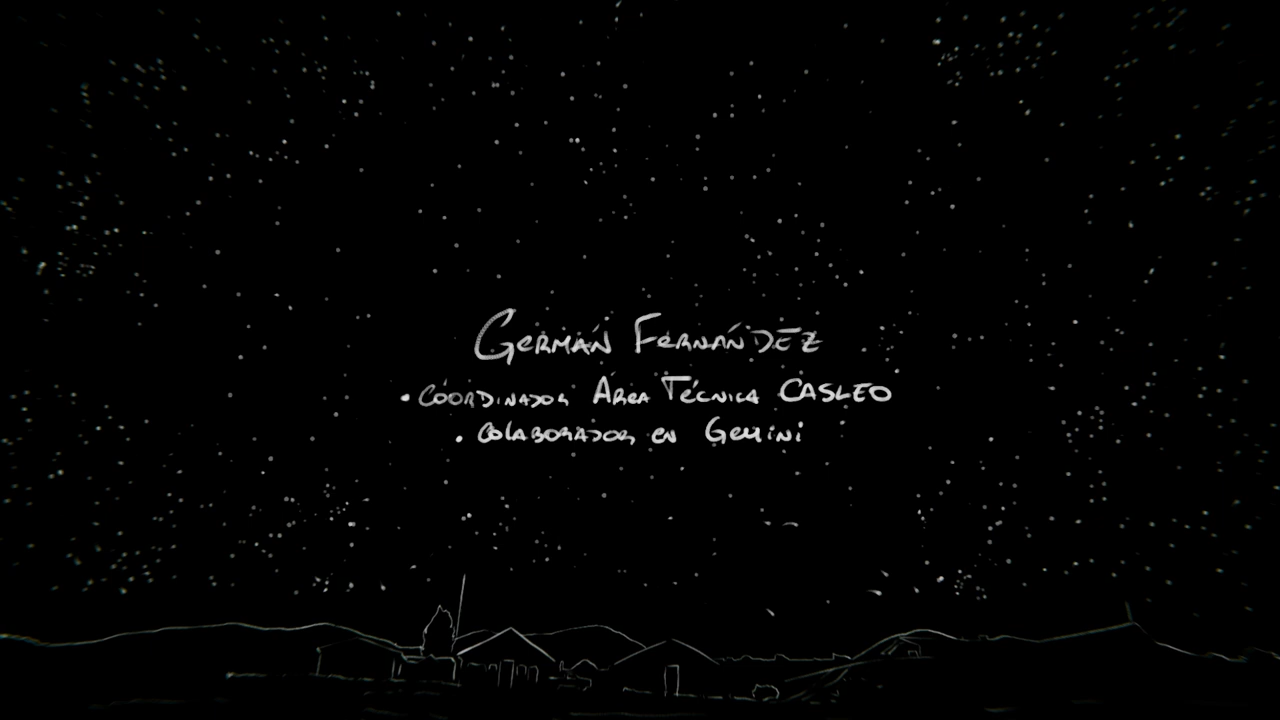 Germán Fernández
• Coordinador Área Técnica CASLEO
• Colaborador en Gemini